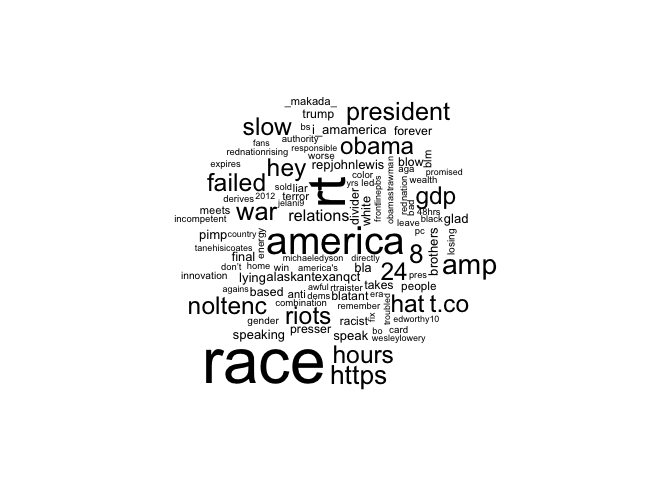 _makada_
trump
president
slow
bs
i_amamerica
forever
fans
authority
obama
rednationrising
responsible
worse
blm
expires
hey
repjohnlewis
blow
promised
color
aga
failed
sold
liar
rt
yrs
led
wealth
derives
2012
terror
divider
white
frontlinepbs
obamastrawman
rednation
bad
gdp
jelani9
meets
war
relations
48hrs
incompetent
leave
black
glad
pimp
country
energy
america
pc
brothers
losing
tanehisicoates
final
michaeledyson
directly
8
don't
home
win
america's
bla
24
pres
amp
innovation
lying
alaskantexanqct
takes
people
agains
based
anti
awful
dems
rtraister
blatant
era
troubled
hat
t.co
noltenc
combination
remember
riots
fix
gender
racist
edworthy10
presser
bo
card
speaking
speak
wesleylowery
race
hours
https